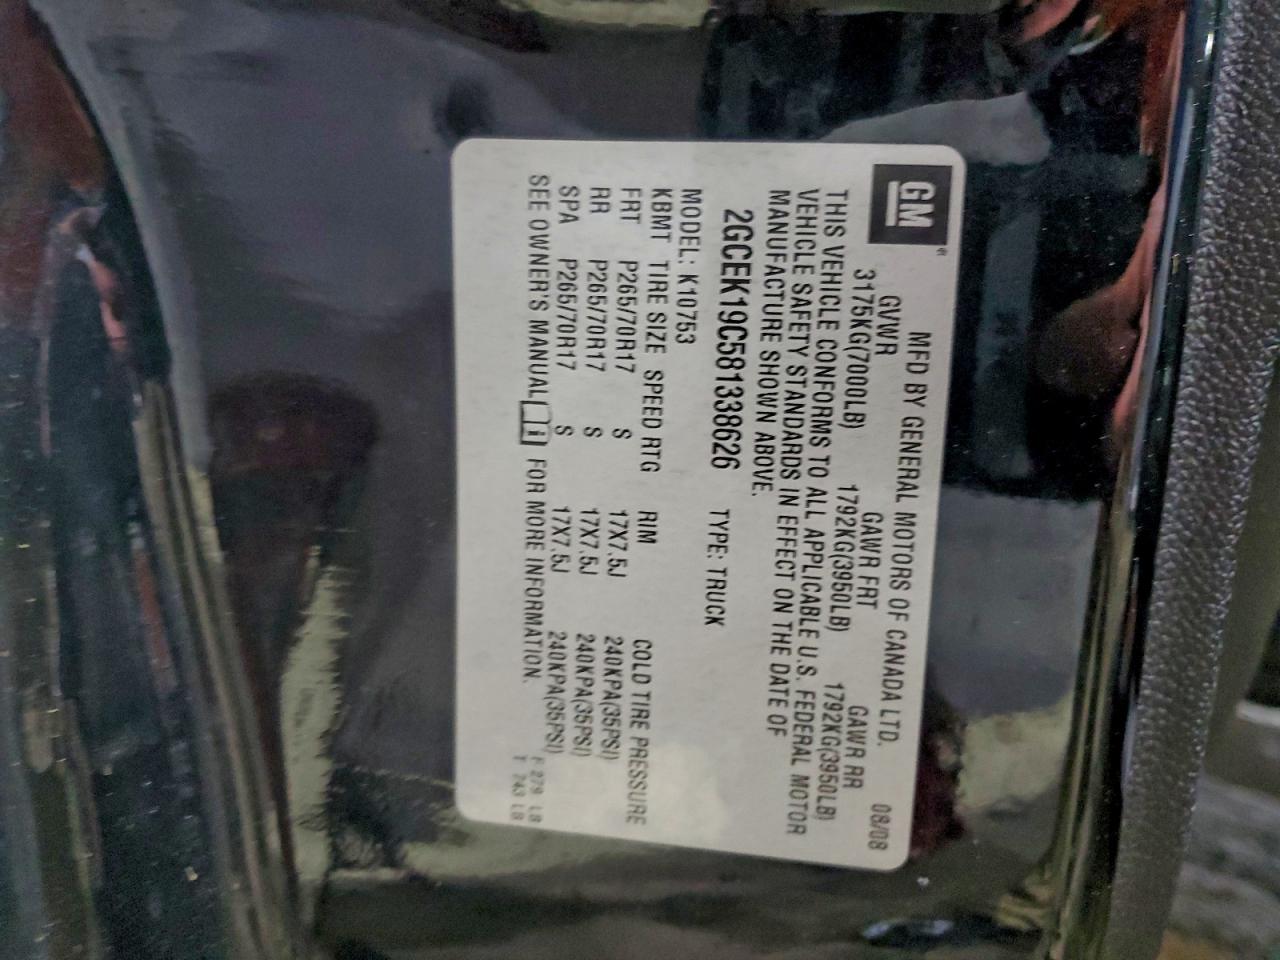 GM
MFD BY GENERAL MOTORS OF CANADA LTD. 08/08
GVWR GAWR FRT GAWR RR
3175KG(7000LB) 1792KG(3950LB) 1792KG(3950LB)
THIS VEHICLE CONFORMS TO ALL APPLICABLE U.S. FEDERAL MOTOR
VEHICLE SAFETY STANDARDS IN EFFECT ON THE DATE OF
MANUFACTURE SHOWN ABOVE.
2GCEK19C581338626 TYPE: TRUCK
MODEL: K10753
KBMT TIRE SIZE SPEED RTG RIM COLD TIRE PRESSURE
FRT P265/70R17 S 17X7.5J 240KPA(35PSI)
RR P265/70R17 S 17X7.5J 240KPA(35PSI)
SPA P265/70R17 S 17X7.5J 240KPA(35PSI)
SEE OWNER'S MANUAL i FOR MORE INFORMATION.
F 279 LB
T 743 LB